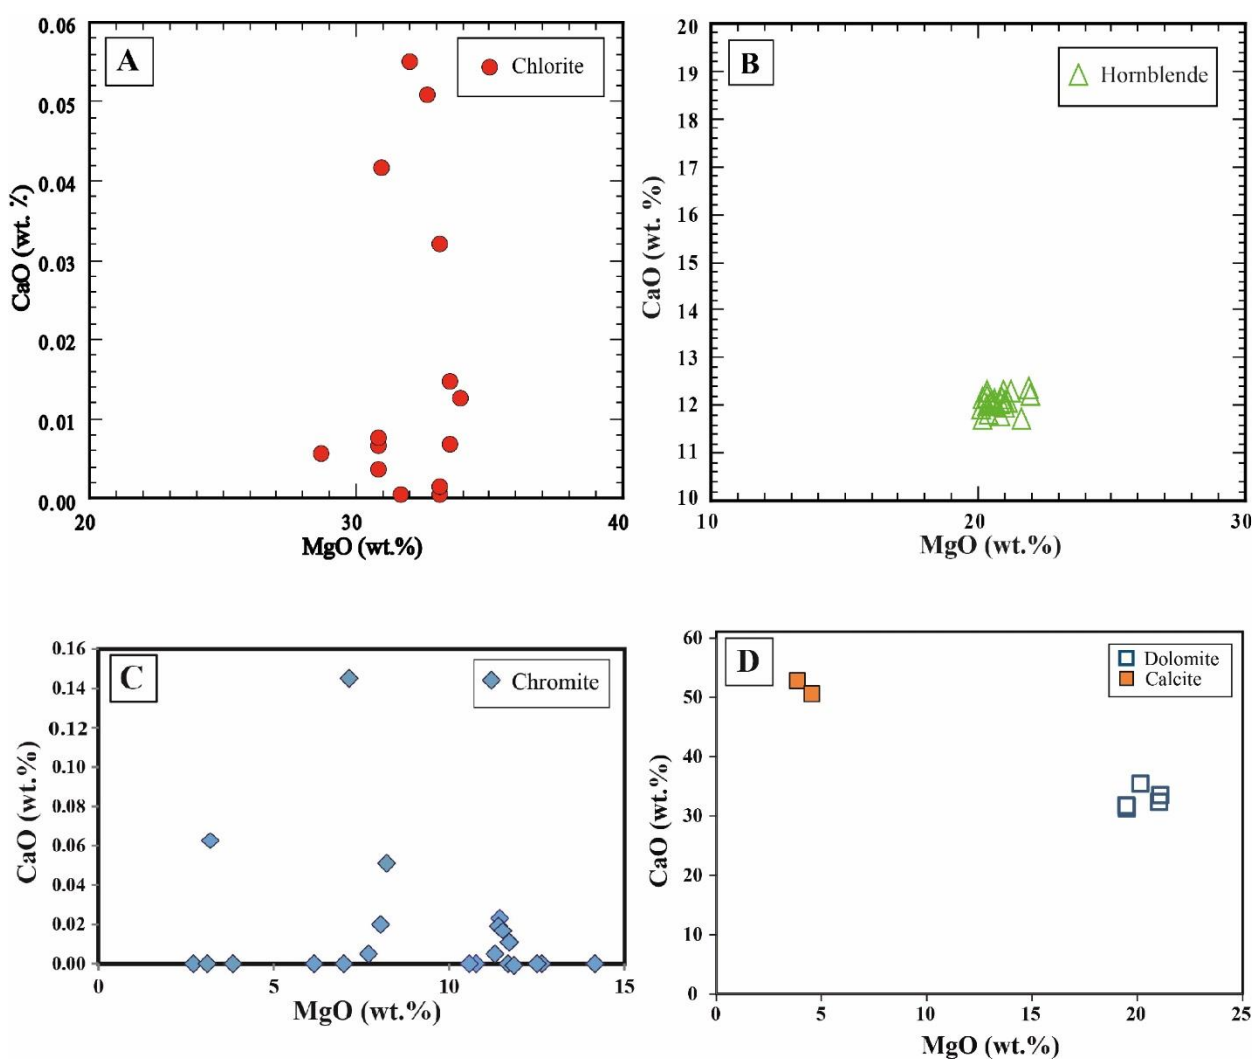 A
Chlorite
CaO (wt. %)
0.06
0.05
0.04
0.03
0.02
0.01
0.00
20
30
40
MgO (wt.%)
B
Hornblende
CaO (wt. %)
20
19
18
17
16
15
14
13
12
11
10
10
20
30
MgO (wt.%)
C
Chromite
CaO (wt.%)
0.16
0.14
0.12
0.10
0.08
0.06
0.04
0.02
0.00
0
5
10
15
MgO (wt.%)
D
Dolomite
Calcite
CaO (wt.%)
60
50
40
30
20
10
0
0
5
10
15
20
25
MgO (wt.%)